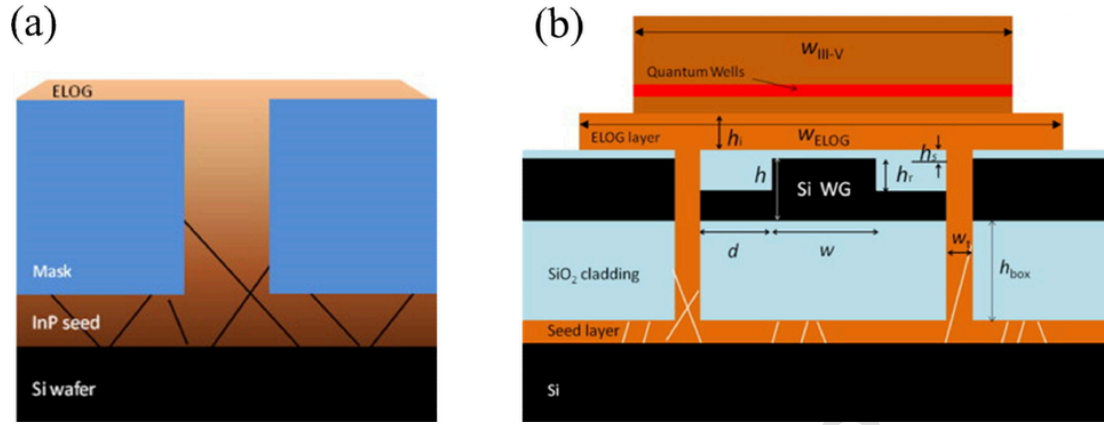 (a)
ELOG
Mask
InP seed
Si wafer
(b)
wIII-V
Quantum Wells
ELOG layer
hi
wELOG
hs
h
hr
Si WG
d
w
wt
SiO2 cladding
hbox
Seed layer
Si